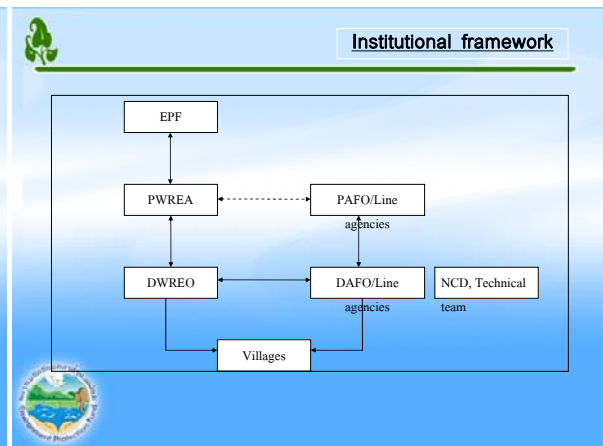 Institutional framework
EPF
PWREA
PAFO/Line
agencies
DWREO
DAFO/Line
agencies
NCD, Technical
team
Villages